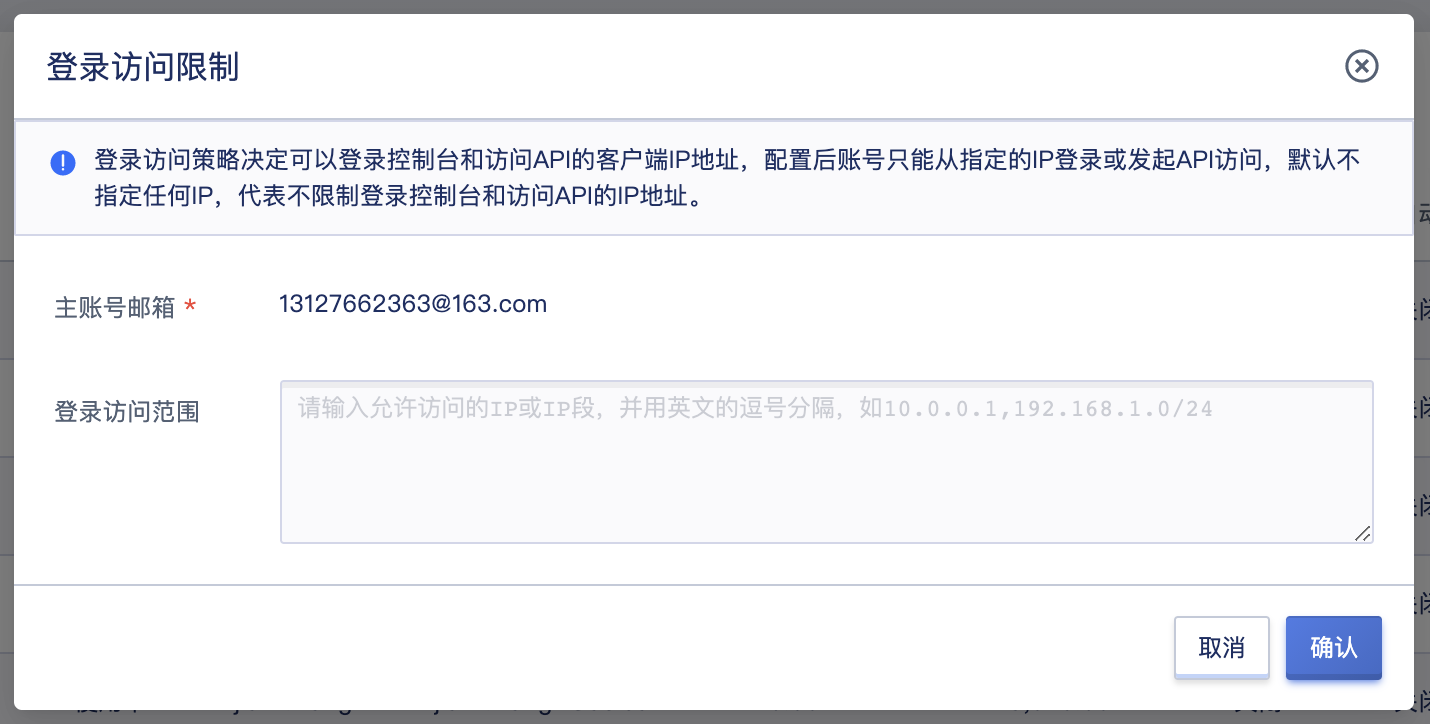 登录访问限制
登录访问策略决定可以登录控制台和访问API的客户端IP地址，配置后账号只能从指定的IP登录或发起API访问，默认不
指定任何IP，代表不限制登录控制台和访问API的IP地址。
主账号邮箱 *
13127662363@163.com
登录访问范围
请输入允许访问的IP或IP段，并用英文的逗号分隔，如10.0.0.1,192.168.1.0/24
取消
确认